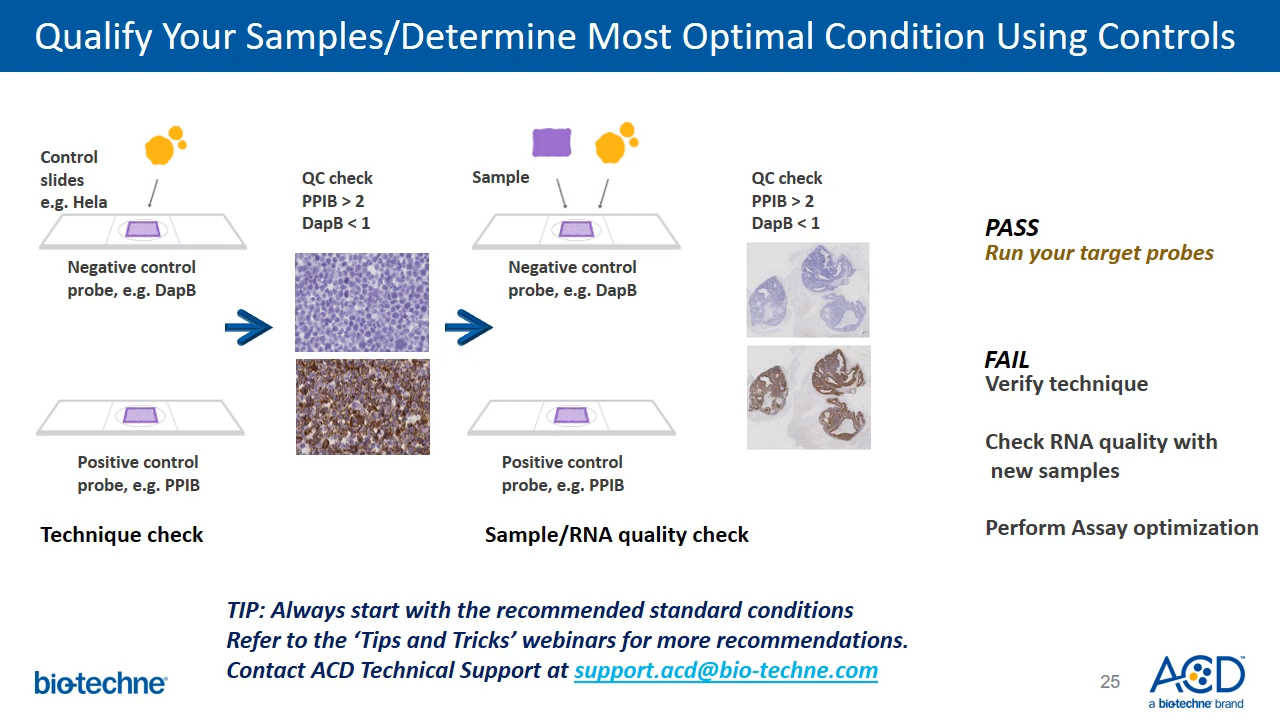 Qualify Your Samples/Determine Most Optimal Condition Using Controls
Control
slides
e.g. Hela
Negative control
probe, e.g. DapB
Positive control
probe, e.g. PPIB
Technique check
QC check
PPIB > 2
DapB < 1
Sample
Negative control
probe, e.g. DapB
Positive control
probe, e.g. PPIB
Sample/RNA quality check
QC check
PPIB > 2
DapB < 1
PASS
Run your target probes
FAIL
Verify technique
Check RNA quality with
new samples
Perform Assay optimization
TIP: Always start with the recommended standard conditions
Refer to the ‘Tips and Tricks’ webinars for more recommendations.
Contact ACD Technical Support at support.acd@bio-techne.com
bio-techne®
25
ACD™
a bio-techne brand